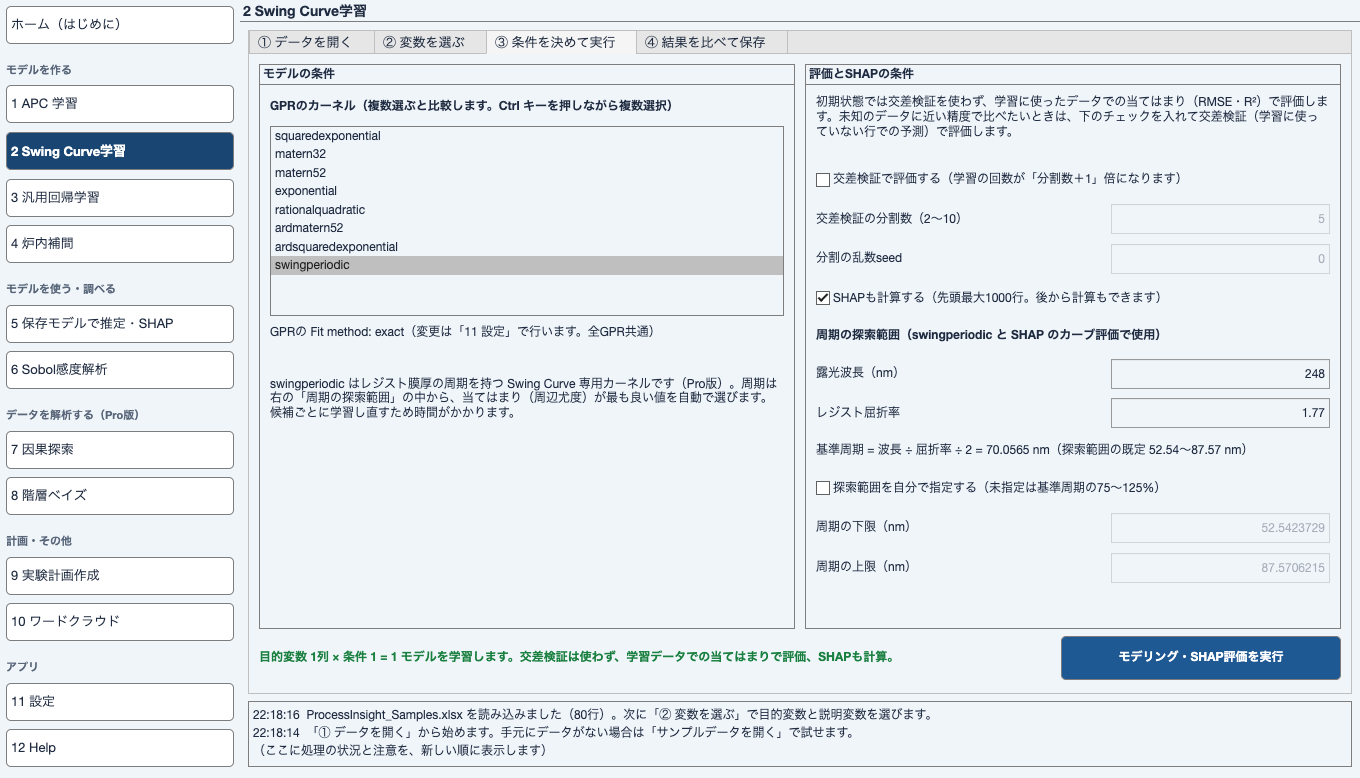 ホーム（はじめに）
モデルを作る
1 APC 学習
2 Swing Curve学習
3 汎用回帰学習
4 炉内補間
モデルを使う・調べる
5 保存モデルで推定・SHAP
6 Sobol感度解析
データを解析する（Pro版）
7 因果探索
8 階層ベイズ
計画・その他
9 実験計画作成
10 ワードクラウド
アプリ
11 設定
12 Help
2 Swing Curve学習
① データを開く
② 変数を選ぶ
③ 条件を決めて実行
④ 結果を比べて保存
モデルの条件
GPRのカーネル（複数選ぶと比較します。Ctrl キーを押しながら複数選択）
squaredexponential
matern32
matern52
exponential
rationalquadratic
ardmatern52
ardsquaredexponential
swingperiodic
GPRの Fit method: exact（変更は「11 設定」で行います。全GPR共通）
swingperiodic はレジスト膜厚の周期を持つ Swing Curve 専用カーネルです（Pro版）。周期は
右の「周期の探索範囲」の中から、当てはまり（周辺尤度）が最も良い値を自動で選びます。
候補ごとに学習し直すため時間がかかります。
評価とSHAPの条件
初期状態では交差検証を使わず、学習に使ったデータでの当てはまり（RMSE・R²）で評価しま
す。未知のデータに近い精度で比べたいときは、下のチェックを入れて交差検証（学習に使っ
ていない行での予測）で評価します。
交差検証で評価する（学習の回数が「分割数＋1」倍になります）
交差検証の分割数（2～10）
5
分割の乱数seed
0
SHAPも計算する（先頭最大1000行。後から計算もできます）
周期の探索範囲（swingperiodic と SHAP のカーブ評価で使用）
露光波長（nm）
248
レジスト屈折率
1.77
基準周期 = 波長 ÷ 屈折率 ÷ 2 = 70.0565 nm（探索範囲の既定 52.54～87.57 nm）
探索範囲を自分で指定する（未指定は基準周期の75～125%）
周期の下限（nm）
52.5423729
周期の上限（nm）
87.5706215
目的変数 1列 × 条件 1 = 1 モデルを学習します。交差検証は使わず、学習データでの当てはまりで評価、SHAPも計算。
モデリング・SHAP評価を実行
22:18:16 ProcessInsight_Samples.xlsx を読み込みました（80行）。次に「② 変数を選ぶ」で目的変数と説明変数を選びます。
22:18:14 「① データを開く」から始めます。手元にデータがない場合は「サンプルデータを開く」で試せます。
（ここに処理の状況と注意を、新しい順に表示します）